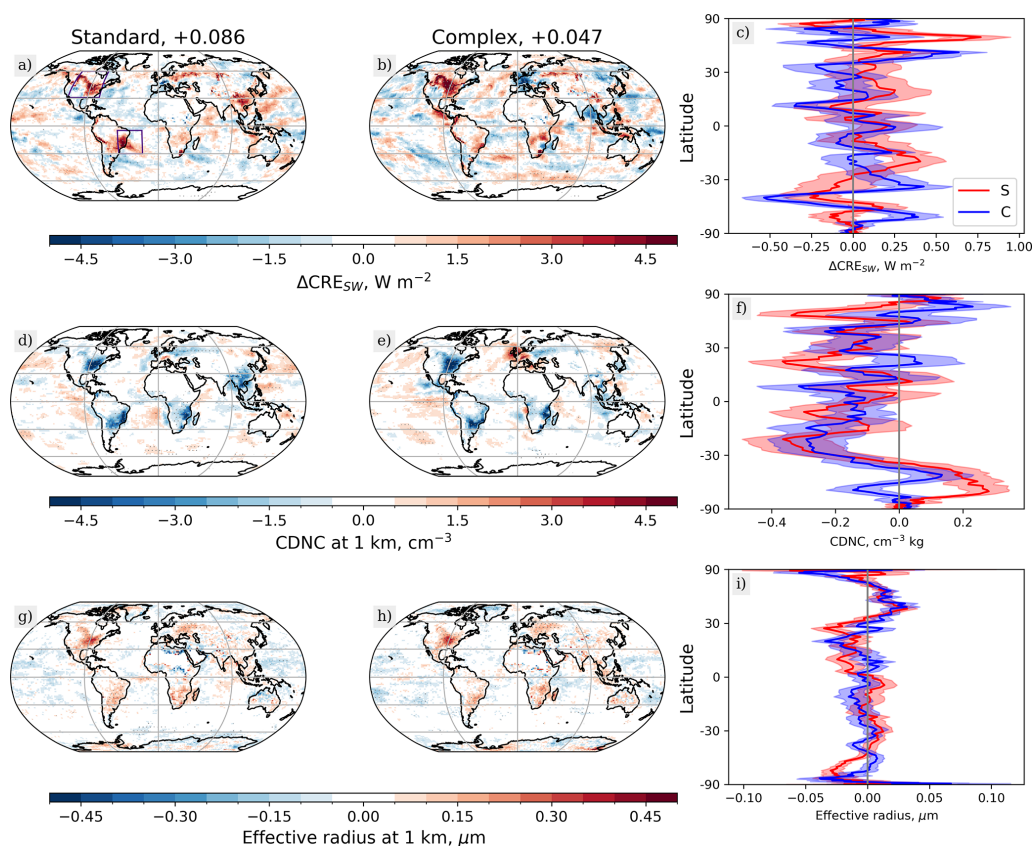 Standard, +0.086
Complex, +0.047
a)
b)
−4.5 −3.0 −1.5 0.0 1.5 3.0 4.5
ΔCRE_SW, W m⁻²
c)
Latitude
90
30
0
-30
-90
S
C
−0.50 −0.25 0.00 0.25 0.50 0.75 1.00
ΔCRE_SW, W m⁻²
d)
e)
−4.5 −3.0 −1.5 0.0 1.5 3.0 4.5
CDNC at 1 km, cm⁻³
f)
Latitude
90
30
0
-30
-90
−0.4 −0.2 0.0 0.2
CDNC, cm⁻³ kg
g)
h)
−0.45 −0.30 −0.15 0.00 0.15 0.30 0.45
Effective radius at 1 km, μm
i)
Latitude
90
30
0
-30
-90
−0.10 −0.05 0.00 0.05 0.10
Effective radius, μm